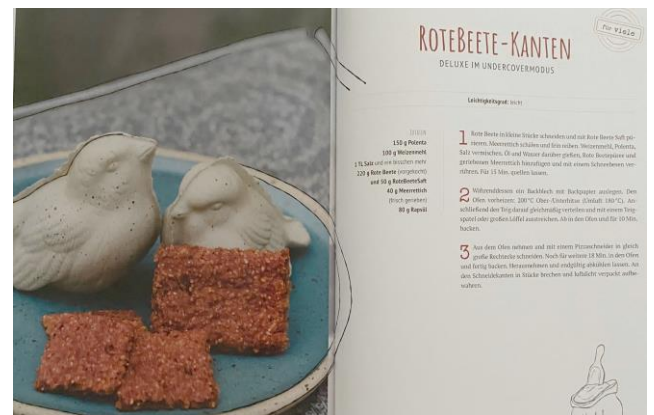 für Viele
ROTEBEETE-KANTEN
DELUXE IM UNDERCOVERMODUS
Leichtigkeitsgrad: leicht
150 g Polenta
100 g Weizenmehl
1 TL Salz und ein bisschen mehr
220 g Rote Beete (vorgekocht)
und 50 g RoteBeeteSaft
40 g Meerrettich
(frisch gerieben)
80 g Rapsöl
1 Rote Beete in kleine Stücke schneiden und mit Rote Beete Saft pü-
rieren. Meerrettich schälen und fein reiben. Weizenmehl, Polenta,
Salz vermischen, Öl und Wasser darüber gießen, Rote Beetepüree und
geriebenen Meerrettich hinzufügen und mit einem Schneebesen ver-
rühren. Für 15 Min. quellen lassen.
2 Währenddessen ein Backblech mit Backpapier auslegen. Den
Ofen vorheizen: 200°C Ober-/Unterhitze (Umluft 180°C). An-
schließend den Teig darauf gleichmäßig verteilen und mit einem Teig-
spatel oder großen Löffel ausstreichen. Ab in den Ofen und für 10 Min.
backen.
3 Aus dem Ofen nehmen und mit einem Pizzaschneider in gleich
große Rechtecke schneiden. Noch für weitere 18 Min. in den Ofen
und fertig backen. Herausnehmen und endgültig abkühlen lassen. An
den Schneidekanten in Stücke brechen und luftdicht verpackt aufbe-
wahren.